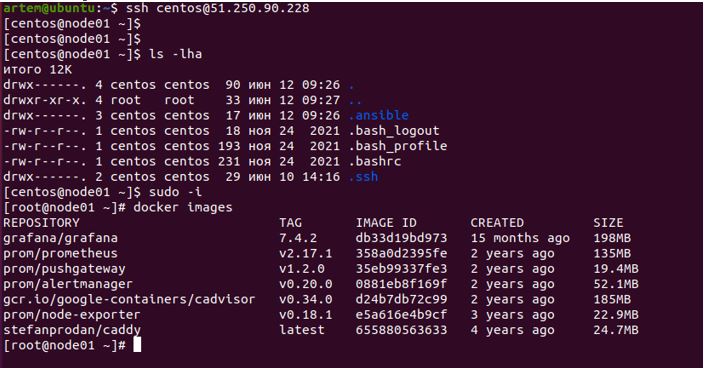 artem@ubuntu:~$ ssh centos@51.250.90.228
[centos@node01 ~]$
[centos@node01 ~]$
[centos@node01 ~]$ ls -lha
итого 12K
drwx------. 4 centos centos  90 июн 12 09:26 .
drwxr-xr-x. 4 root   root    33 июн 12 09:27 ..
drwx------. 3 centos centos  17 июн 12 09:26 .ansible
-rw-r--r--. 1 centos centos  18 ноя 24  2021 .bash_logout
-rw-r--r--. 1 centos centos 193 ноя 24  2021 .bash_profile
-rw-r--r--. 1 centos centos 231 ноя 24  2021 .bashrc
drwx------. 2 centos centos  29 июн 10 14:16 .ssh
[centos@node01 ~]$ sudo -i
[root@node01 ~]# docker images
REPOSITORY                         TAG       IMAGE ID       CREATED         SIZE
grafana/grafana                    7.4.2     db33d19bd973   15 months ago   198MB
prom/prometheus                    v2.17.1   358a0d2395fe   2 years ago     135MB
prom/pushgateway                   v1.2.0    35eb99337fe3   2 years ago     19.4MB
prom/alertmanager                  v0.20.0   0881eb8f169f   2 years ago     52.1MB
gcr.io/google-containers/cadvisor   v0.34.0   d24b7db72c99   2 years ago     185MB
prom/node-exporter                 v0.18.1   e5a616e4b9cf   3 years ago     22.9MB
stefanprodan/caddy                 latest    655880563633   4 years ago     24.7MB
[root@node01 ~]#